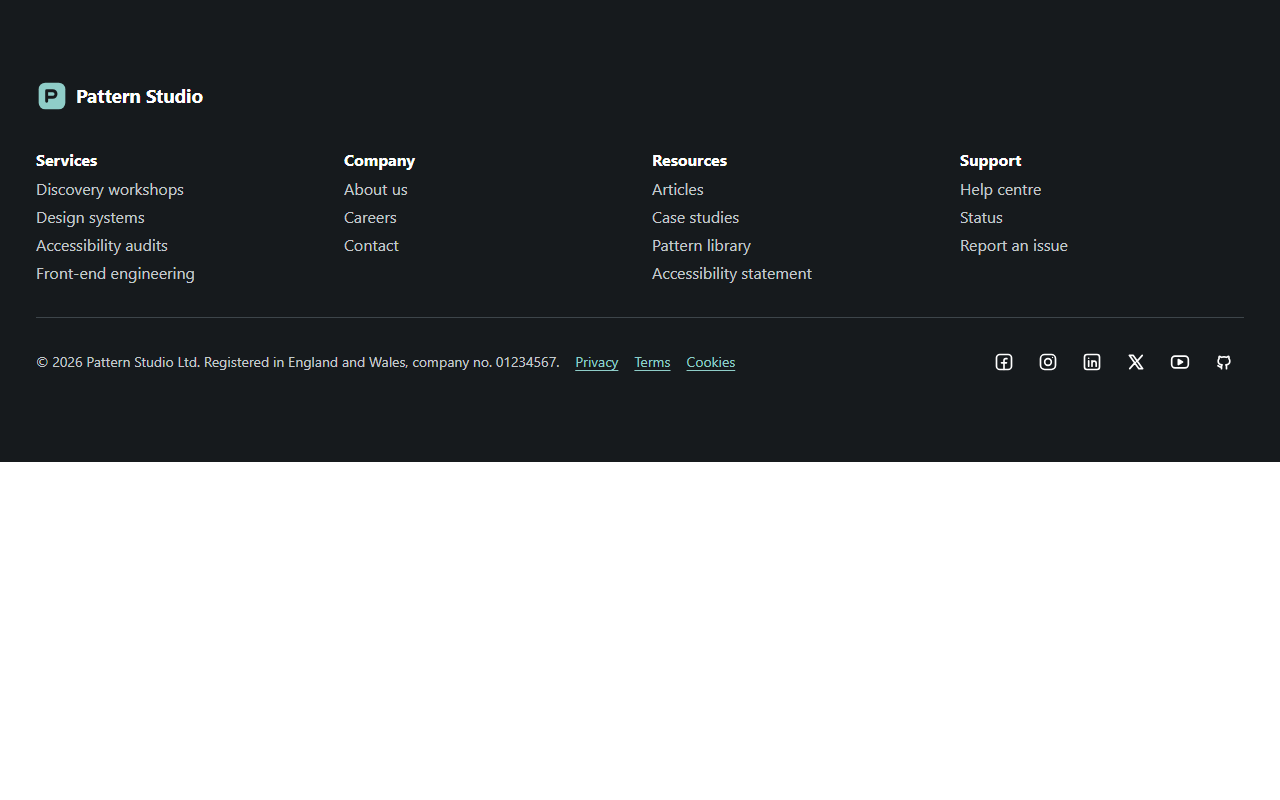 Pattern Studio
Services
Discovery workshops
Design systems
Accessibility audits
Front-end engineering
Company
About us
Careers
Contact
Resources
Articles
Case studies
Pattern library
Accessibility statement
Support
Help centre
Status
Report an issue
© 2026 Pattern Studio Ltd. Registered in England and Wales, company no. 01234567. Privacy Terms Cookies